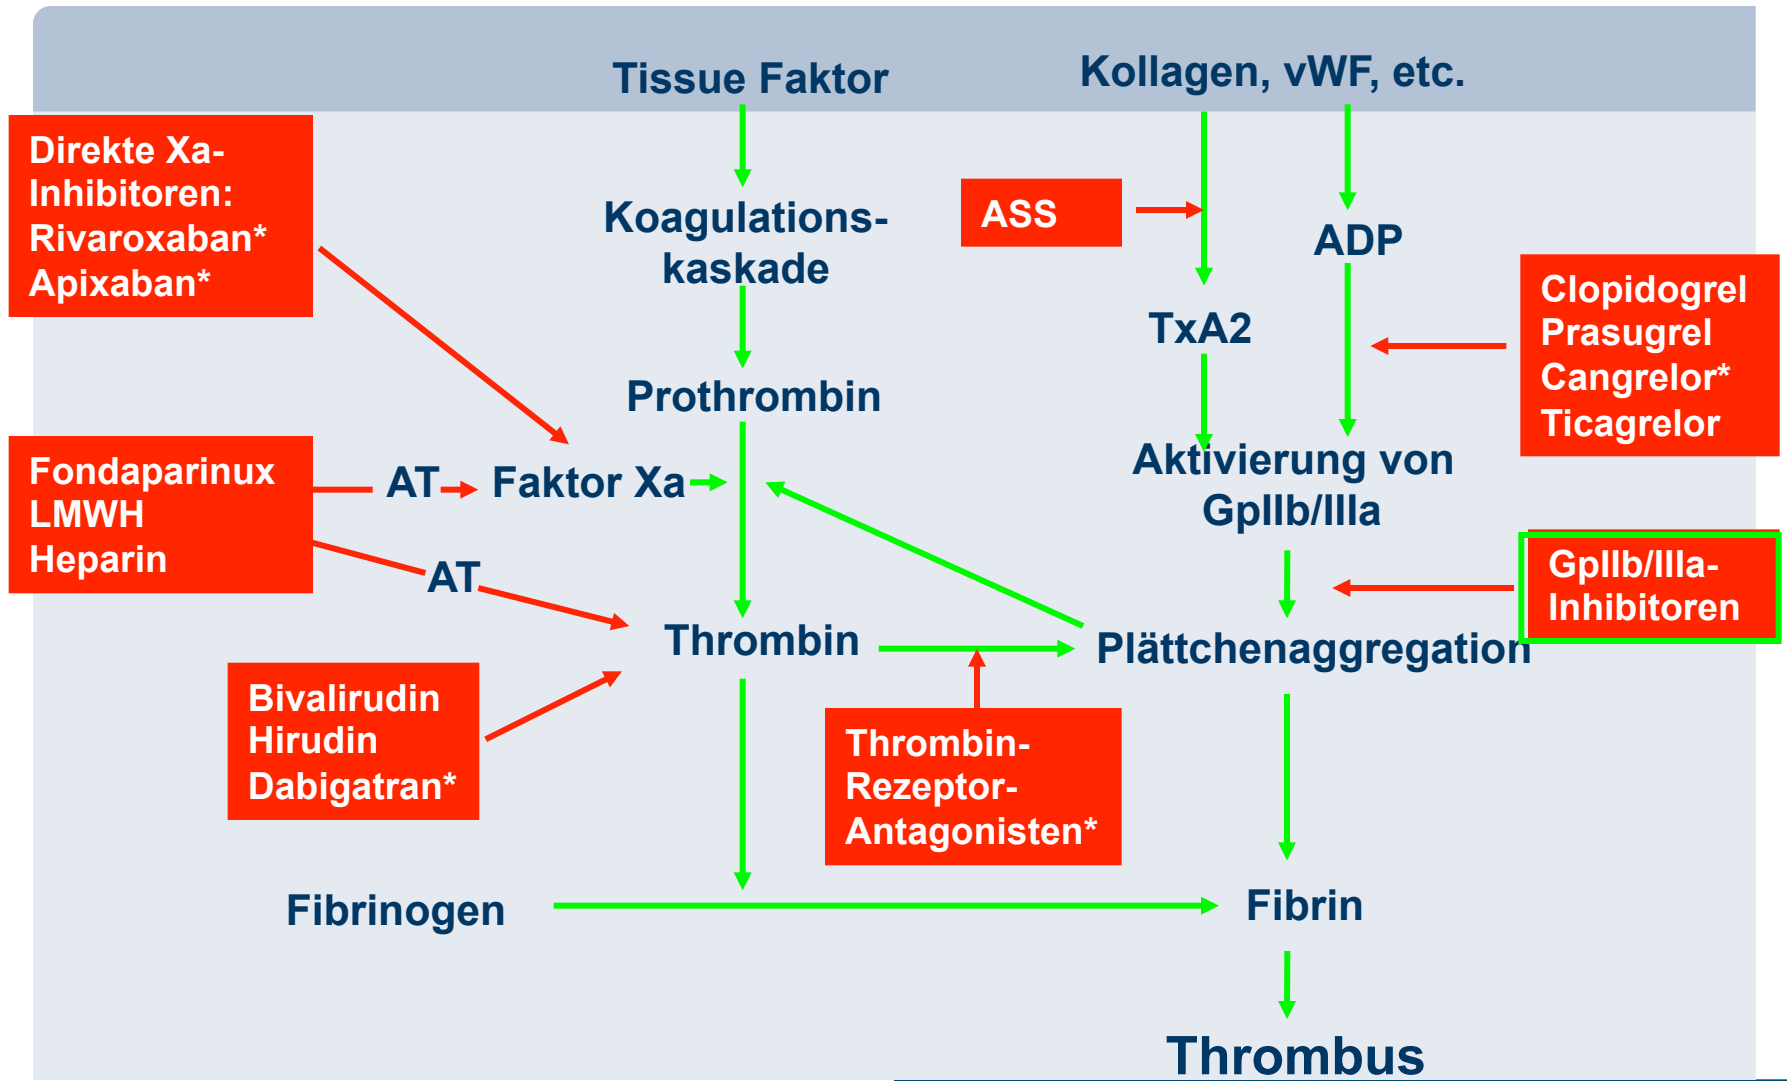 Tissue Faktor
Kollagen, vWF, etc.
Direkte Xa-
Inhibitoren:
Rivaroxaban*
Apixaban*
Koagulations-
kaskade
ASS
ADP
TxA2
Clopidogrel
Prasugrel
Cangrelor*
Ticagrelor
Prothrombin
Fondaparinux
LMWH
Heparin
AT
Faktor Xa
Aktivierung von
GpIIb/IIIa
AT
GpIIb/IIIa-
Inhibitoren
Thrombin
Plättchenaggregation
Bivalirudin
Hirudin
Dabigatran*
Thrombin-
Rezeptor-
Antagonisten*
Fibrinogen
Fibrin
Thrombus